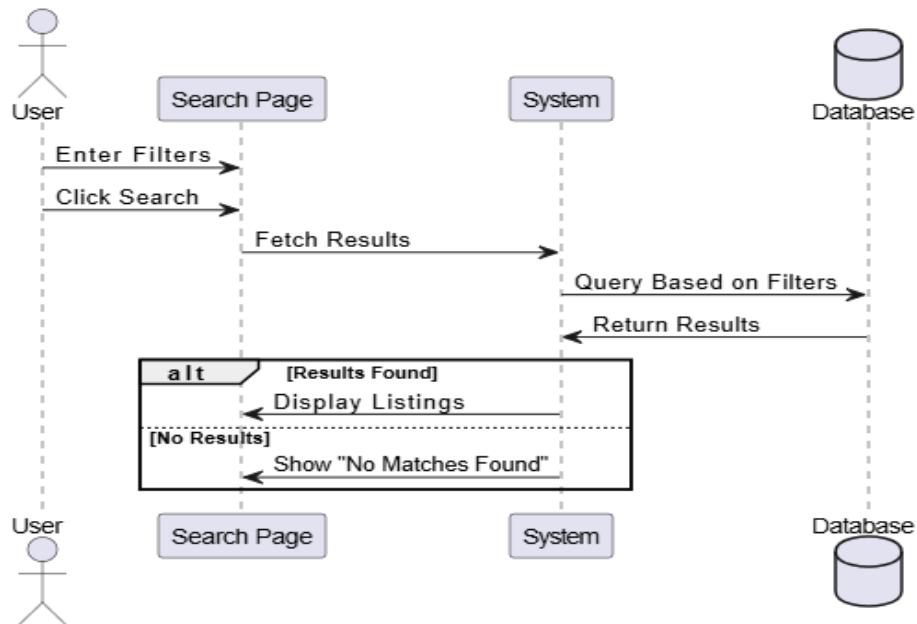 User
Search Page
System
Database
Enter Filters
Click Search
Fetch Results
Query Based on Filters
Return Results
alt
[Results Found]
Display Listings
[No Results]
Show "No Matches Found"
User
Search Page
System
Database